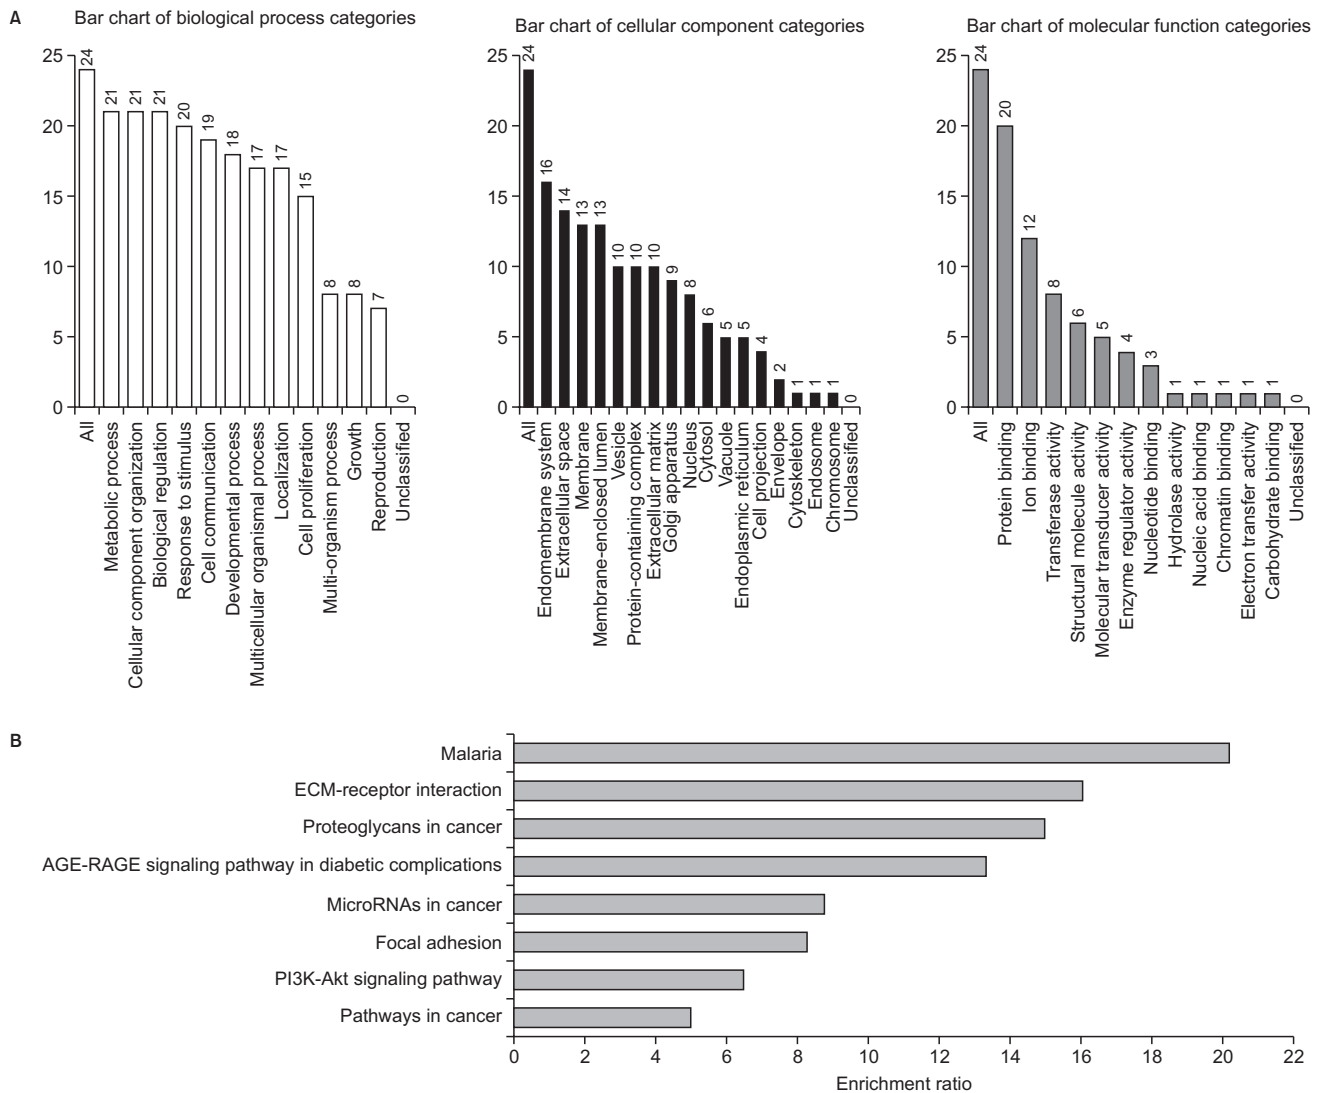 A
Bar chart of biological process categories
25
20
15
10
5
0
24
21
21
21
20
19
18
17
17
15
8
8
7
0
All
Metabolic process
Cellular component organization
Biological regulation
Response to stimulus
Cell communication
Developmental process
Multicellular organismal process
Localization
Cell proliferation
Multi-organism process
Growth
Reproduction
Unclassified
Bar chart of cellular component categories
25
20
15
10
5
0
24
16
14
13
13
10
10
10
9
8
6
5
5
4
2
1
1
1
0
All
Endomembrane system
Extracellular space
Membrane
Membrane-enclosed lumen
Vesicle
Protein-containing complex
Extracellular matrix
Golgi apparatus
Nucleus
Cytosol
Vacuole
Endoplasmic reticulum
Cell projection
Envelope
Cytoskeleton
Endosome
Chromosome
Unclassified
Bar chart of molecular function categories
25
20
15
10
5
0
24
20
12
8
6
5
4
3
1
1
1
1
1
0
All
Protein binding
Ion binding
Transferase activity
Structural molecule activity
Molecular transducer activity
Enzyme regulator activity
Nucleotide binding
Hydrolase activity
Nucleic acid binding
Chromatin binding
Electron transfer activity
Carbohydrate binding
Unclassified
B
Malaria
ECM-receptor interaction
Proteoglycans in cancer
AGE-RAGE signaling pathway in diabetic complications
MicroRNAs in cancer
Focal adhesion
PI3K-Akt signaling pathway
Pathways in cancer
0 2 4 6 8 10 12 14 16 18 20 22
Enrichment ratio